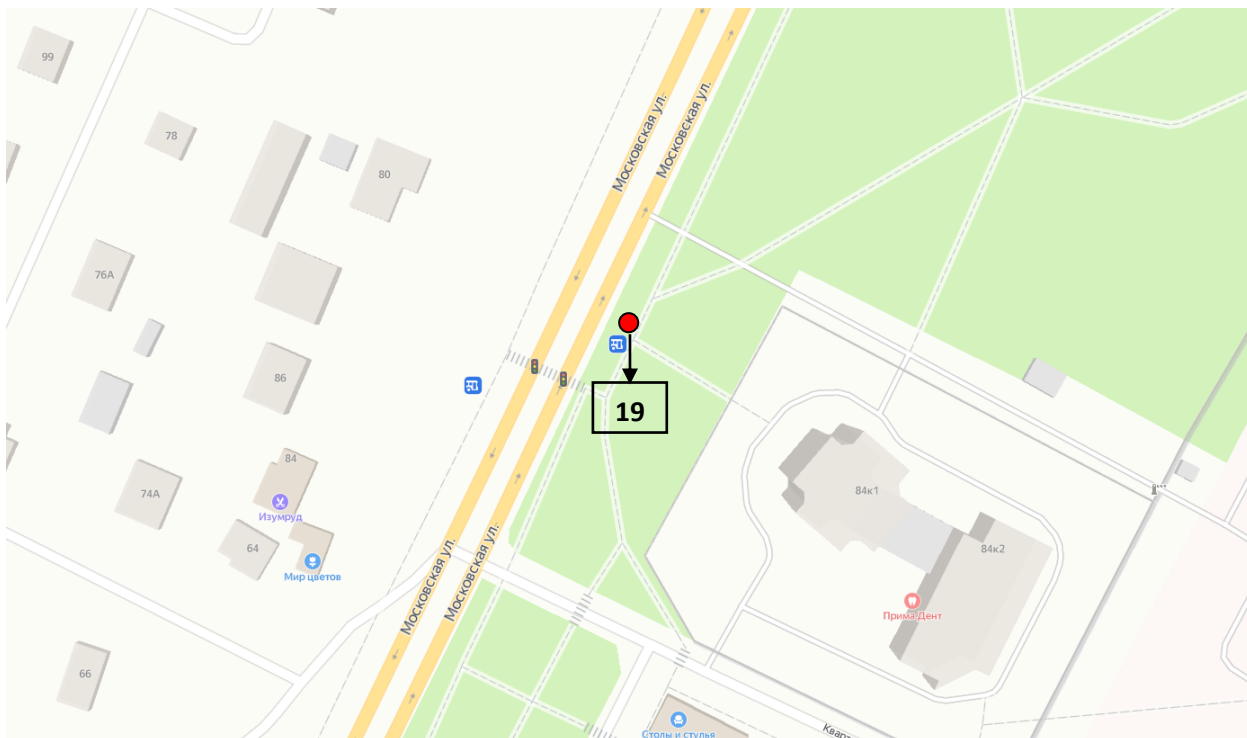 99
Московская ул.
Московская ул.
78
80
76А
86
19
84
84к1
74А
Изумруд
64
84к2
Мир цветов
Московская ул.
Московская ул.
Прима-Дент
66
Столы и стулья
Кварт